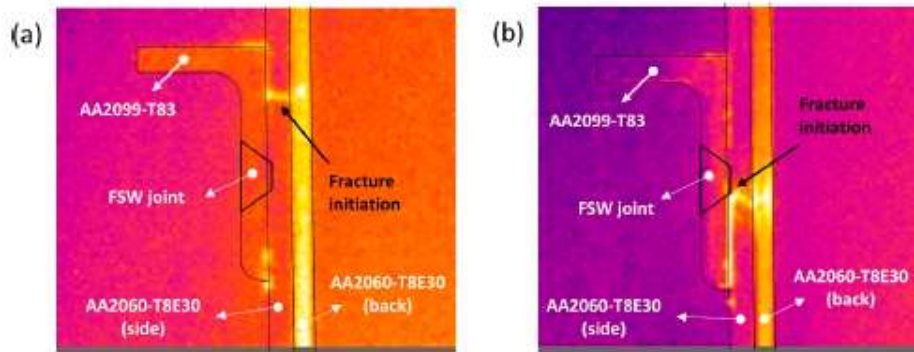 (a)
AA2099-T83
FSW joint
Fracture
initiation
AA2060-T8E30
(side)
AA2060-T8E30
(back)
(b)
AA2099-T83
Fracture
initiation
FSW joint
AA2060-T8E30
(back)
AA2060-T8E30
(side)